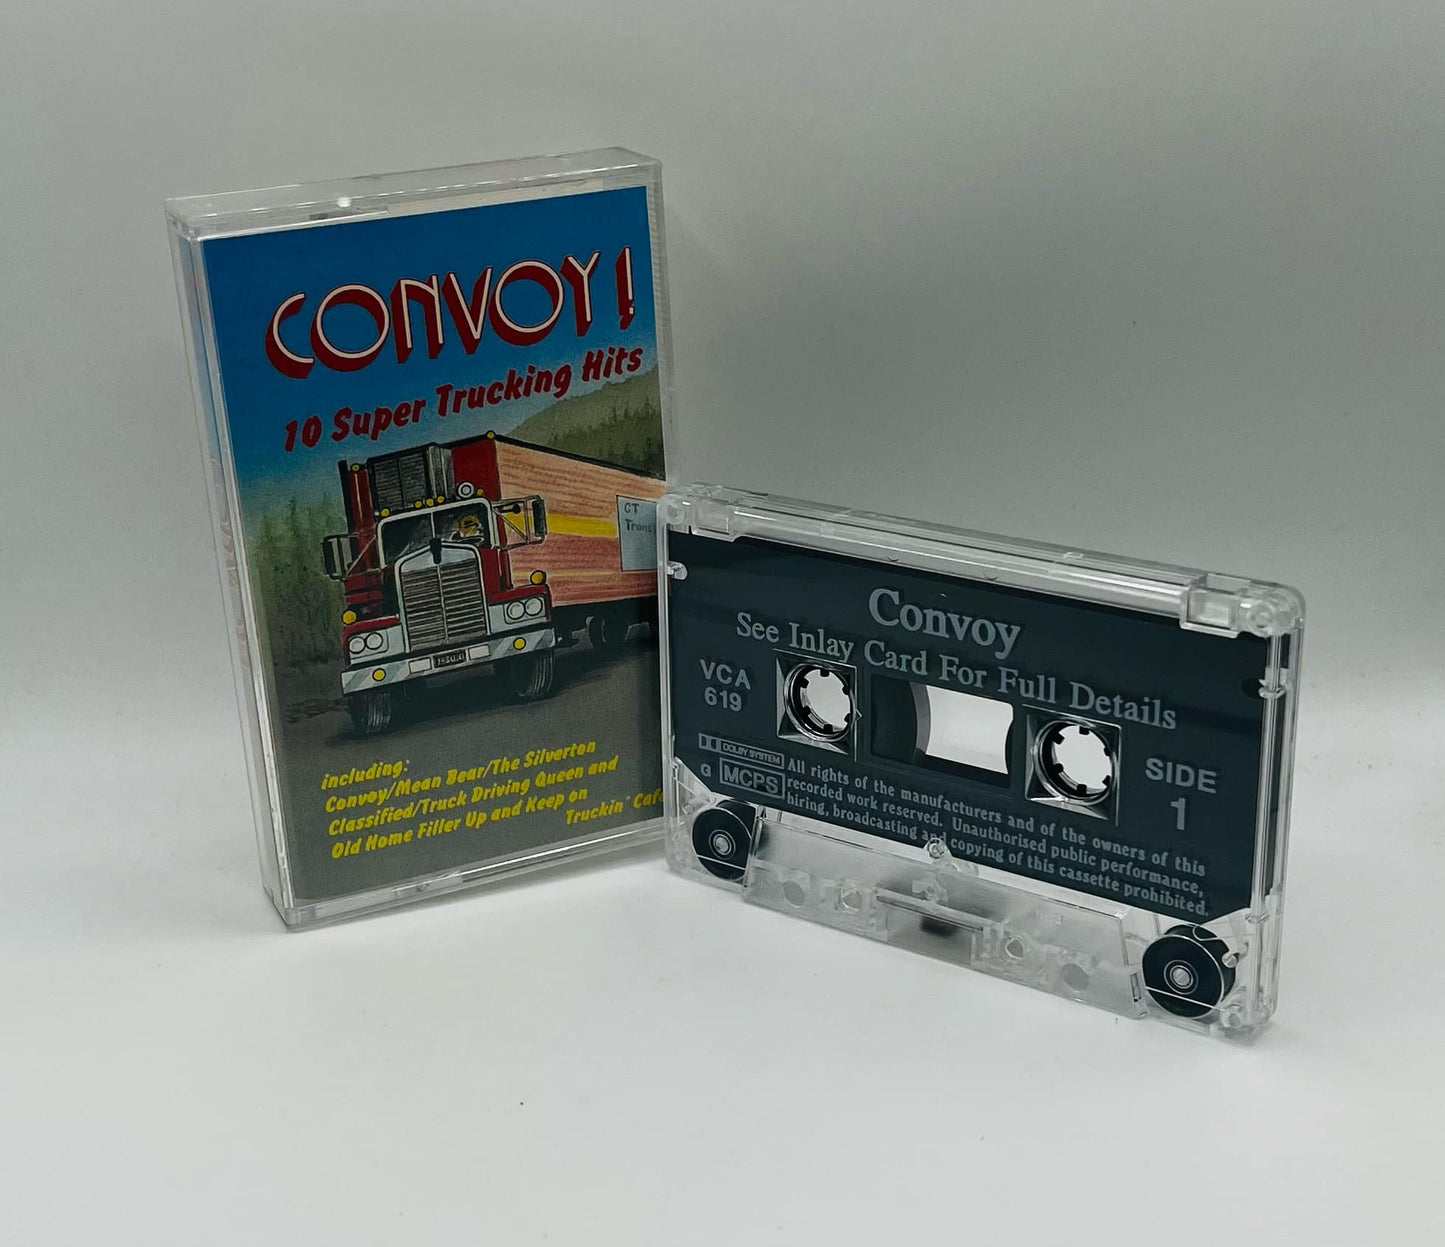 CONVOY!
10 Super Trucking Hits
CT
including:
Convoy/Mean Bear/The Silverton
Classified/Truck Driving Queen and
Old Home Filler Up and Keep on
Truckin' Cafe
Convoy
See Inlay Card For Full Details
VCA
619
DOLBY SYSTEM
G MCPS
SIDE
1
All rights of the manufacturers and of the owners of this
recorded work reserved. Unauthorised public performance,
hiring, broadcasting and copying of this cassette prohibited.